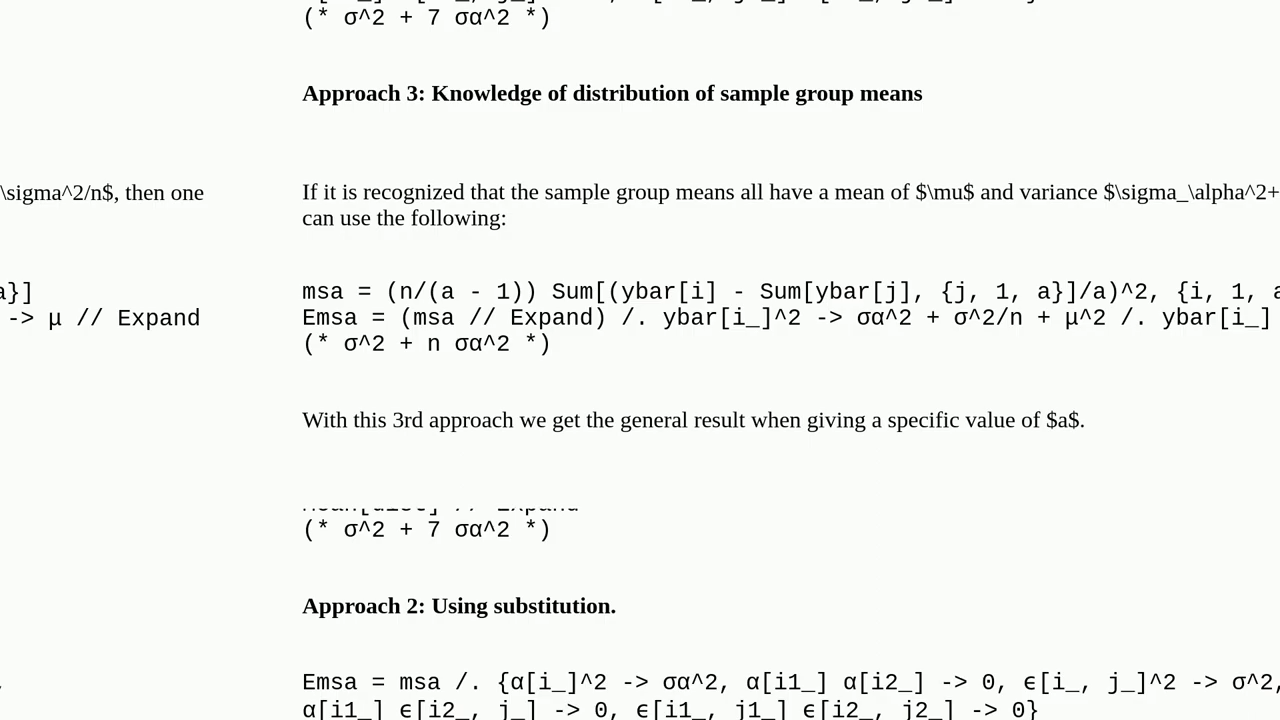 (* σ^2 + 7 σα^2 *)
Approach 3: Knowledge of distribution of sample group means
\sigma^2/n$, then one
If it is recognized that the sample group means all have a mean of $\mu$ and variance $\sigma_\alpha^2+
can use the following:
a}]
msa = (n/(a - 1)) Sum[(ybar[i] - Sum[ybar[j], {j, 1, a}]/a)^2, {i, 1, a
-> μ // Expand
Emsa = (msa // Expand) /. ybar[i_]^2 -> σα^2 + σ^2/n + μ^2 /. ybar[i_]
(* σ^2 + n σα^2 *)
With this 3rd approach we get the general result when giving a specific value of $a$.
(* σ^2 + 7 σα^2 *)
Approach 2: Using substitution.
Emsa = msa /. {α[i_]^2 -> σα^2, α[i1_] α[i2_] -> 0, ϵ[i_, j_]^2 -> σ^2,
α[i1_] ϵ[i2_, j_] -> 0, ϵ[i1_, j1_] ϵ[i2_, j2_] -> 0}